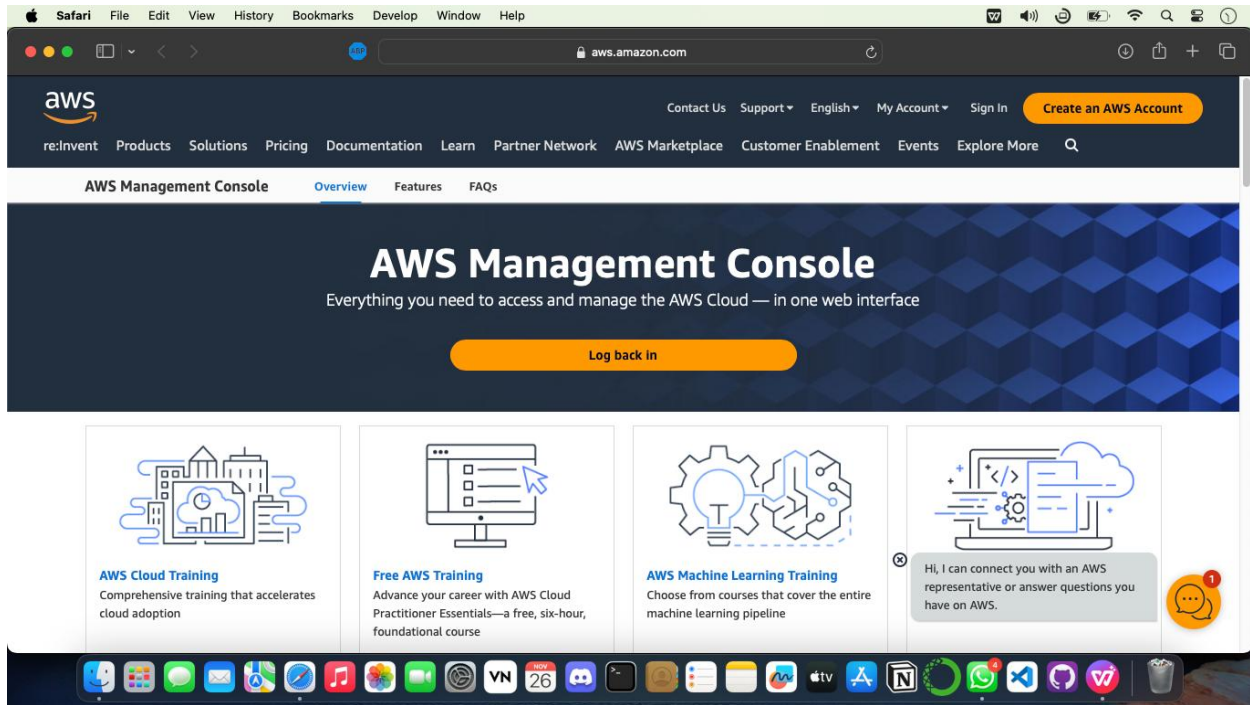 Safari File Edit View History Bookmarks Develop Window Help
ABP
aws.amazon.com
aws
Contact Us Support English My Account Sign In Create an AWS Account
re:Invent Products Solutions Pricing Documentation Learn Partner Network AWS Marketplace Customer Enablement Events Explore More
AWS Management Console Overview Features FAQs
AWS Management Console
Everything you need to access and manage the AWS Cloud — in one web interface
Log back in
AWS Cloud Training
Comprehensive training that accelerates
cloud adoption
Free AWS Training
Advance your career with AWS Cloud
Practitioner Essentials—a free, six-hour,
foundational course
AWS Machine Learning Training
Choose from courses that cover the entire
machine learning pipeline
</>
Hi, I can connect you with an AWS
representative or answer questions you
have on AWS.
1
VN
NOV
26
tv
N
4